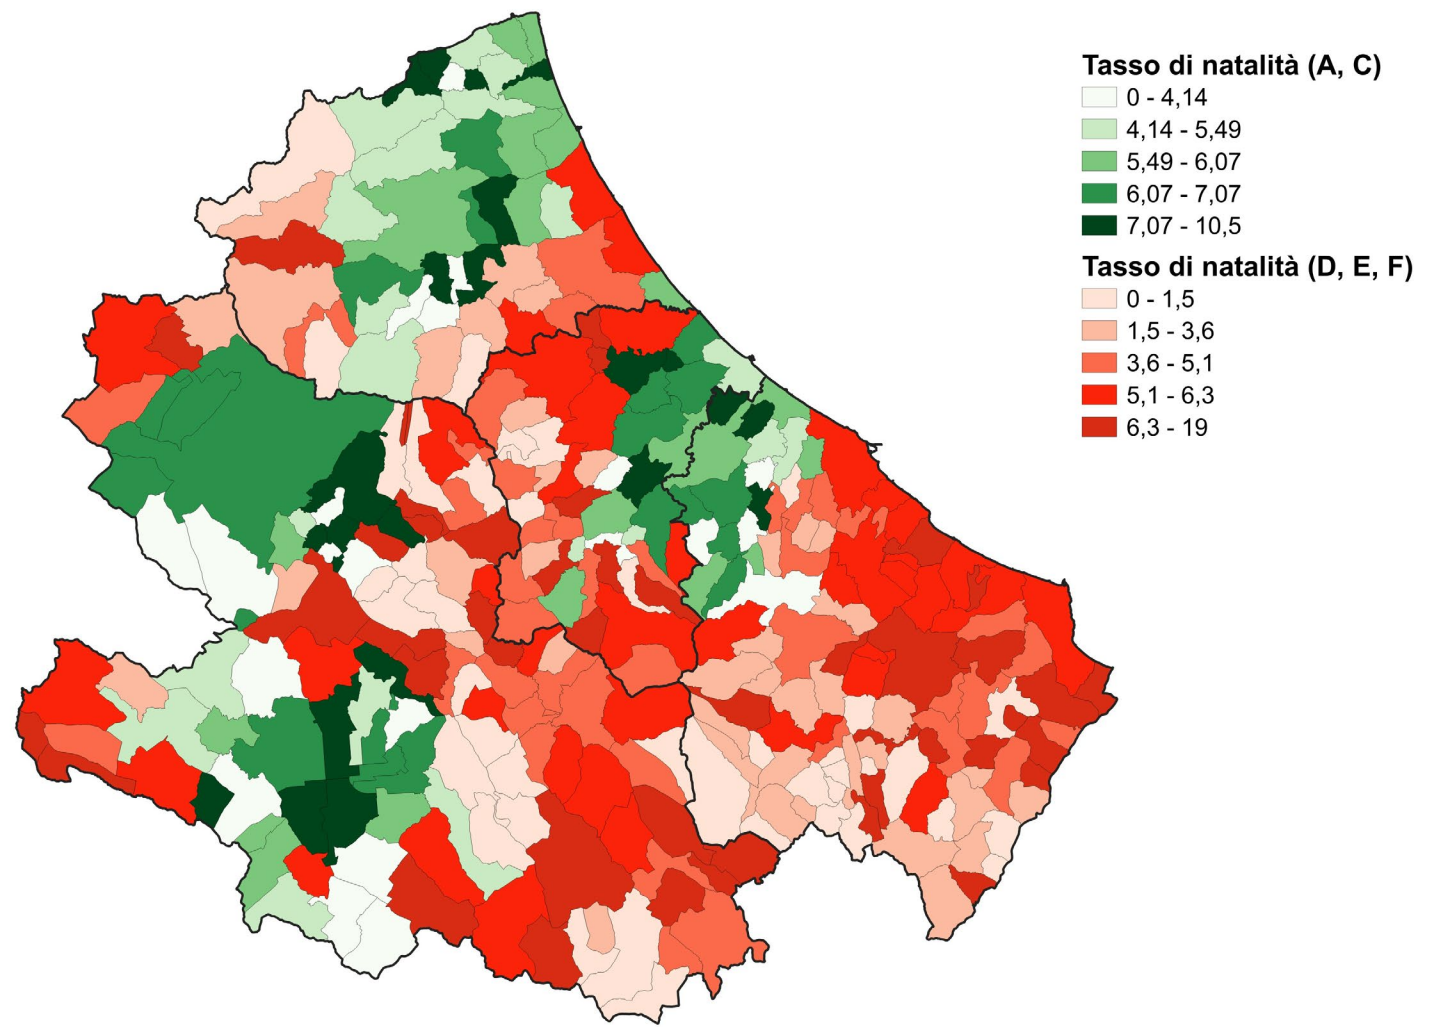 Tasso di natalità (A, C)
0 - 4,14
4,14 - 5,49
5,49 - 6,07
6,07 - 7,07
7,07 - 10,5
Tasso di natalità (D, E, F)
0 - 1,5
1,5 - 3,6
3,6 - 5,1
5,1 - 6,3
6,3 - 19